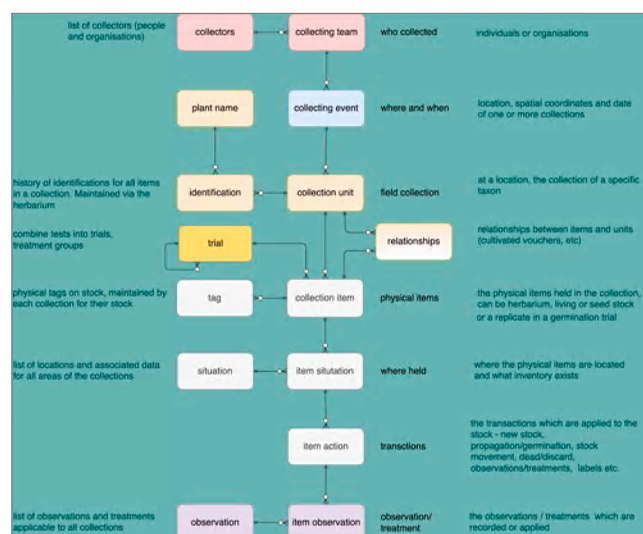 list of collectors (people
and organisations)
collectors
collecting team
who collected
individuals or organisations
plant name
collecting event
where and when
location, spatial coordinates and date
of one or more collections
history of identifications for all items
in a collection. Maintained via the
herbarium
identification
collection unit
field collection
at a location, the collection of a specific
taxon
combine tests into trials,
treatment groups
trial
relationships
relationships between items and units
(cultivated vouchers, etc)
physical tags on stock, maintained by
each collection for their stock
tag
collection item
physical items
the physical items held in the collection,
can be herbarium, living or seed stock
or a replicate in a germination trial
list of locations and associated data
for all areas of the collections
situation
item situtation
where held
where the physical items are located
and what inventory exists
item action
transctions
the transactions which are applied to the
stock - new stock,
propagation/germination, stock
movement, dead/discard,
observations/treatments, labels etc.
list of observations and treatments
applicable to all collections
observation
item observation
observation/
treatment
the observations / treatments which are
recorded or applied